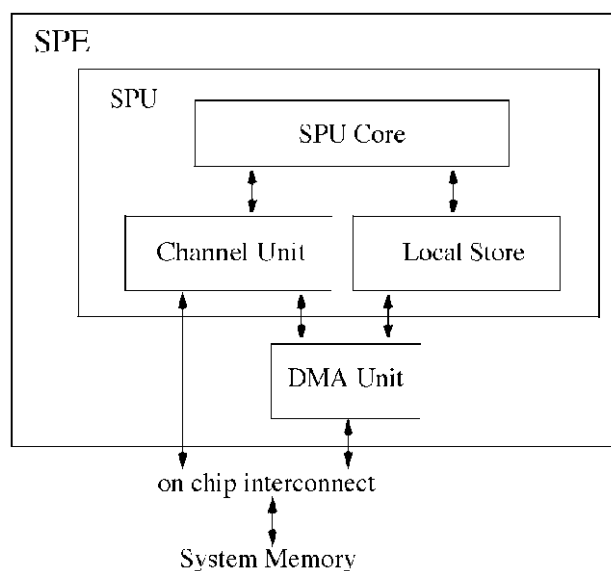 SPE
SPU
SPU Core
Channel Unit
Local Store
DMA Unit
on chip interconnect
System Memory